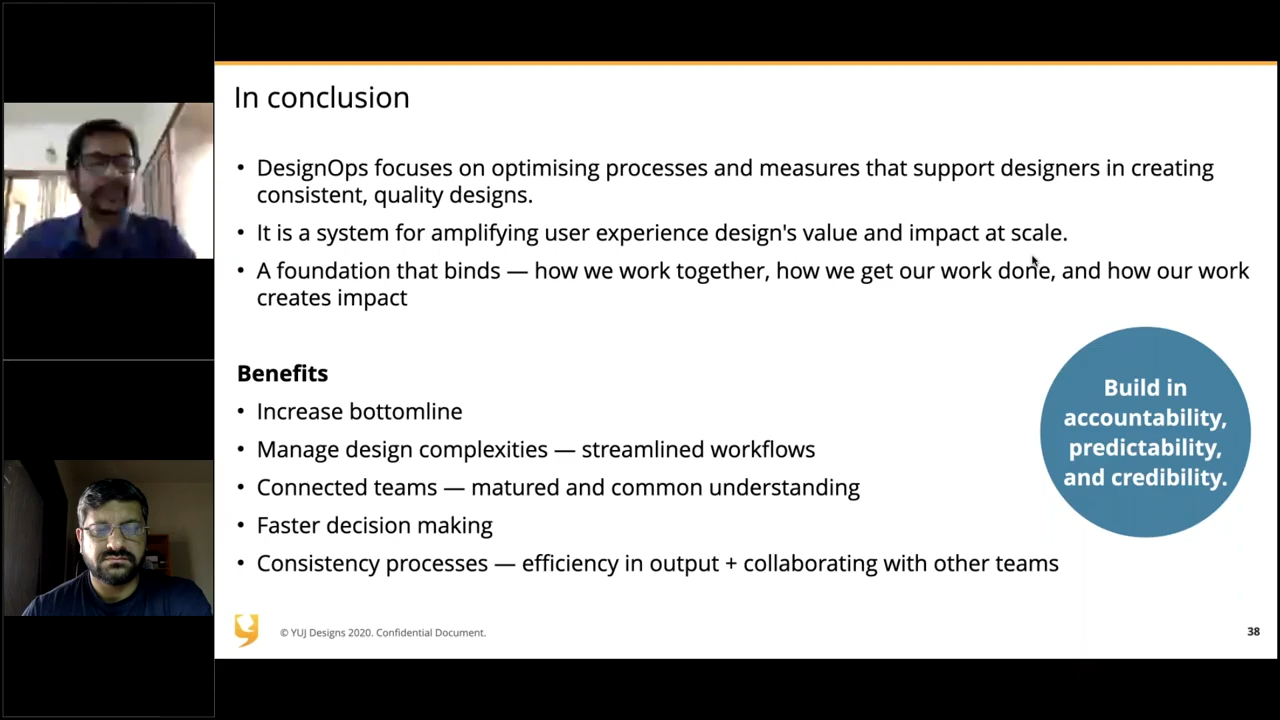 In conclusion
• DesignOps focuses on optimising processes and measures that support designers in creating
consistent, quality designs.
• It is a system for amplifying user experience design's value and impact at scale.
• A foundation that binds — how we work together, how we get our work done, and how our work
creates impact
Benefits
• Increase bottomline
• Manage design complexities — streamlined workflows
• Connected teams — matured and common understanding
• Faster decision making
• Consistency processes — efficiency in output + collaborating with other teams
Build in
accountability,
predictability,
and credibility.
© YUJ Designs 2020. Confidential Document.
38